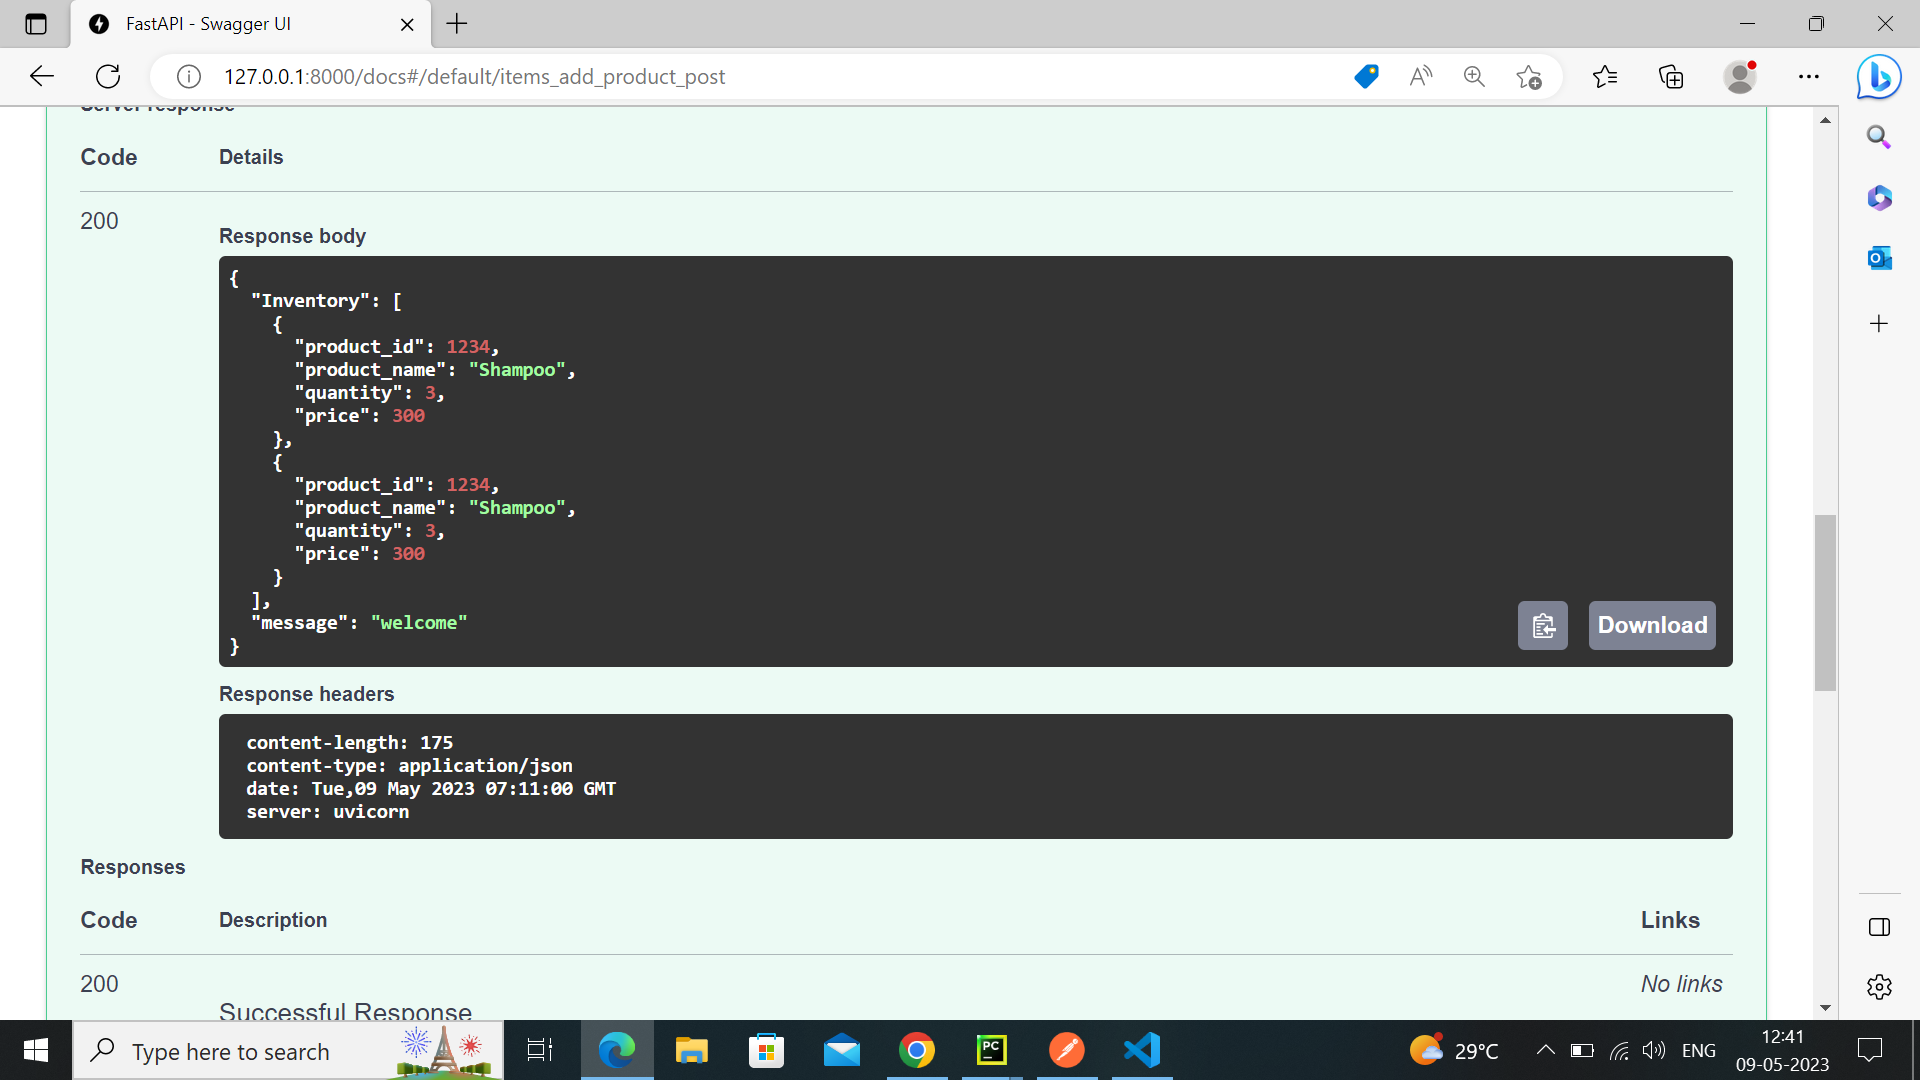 FastAPI - Swagger UI
127.0.0.1:8000/docs#/default/items_add_product_post
Server response
Code Details
200
Response body
{
  "Inventory": [
    {
      "product_id": 1234,
      "product_name": "Shampoo",
      "quantity": 3,
      "price": 300
    },
    {
      "product_id": 1234,
      "product_name": "Shampoo",
      "quantity": 3,
      "price": 300
    }
  ],
  "message": "welcome"
}
Download
Response headers
content-length: 175
content-type: application/json
date: Tue,09 May 2023 07:11:00 GMT
server: uvicorn
Responses
Code Description Links
200 No links
Successful Response
Type here to search
PC
29°C
ENG
12:41
09-05-2023